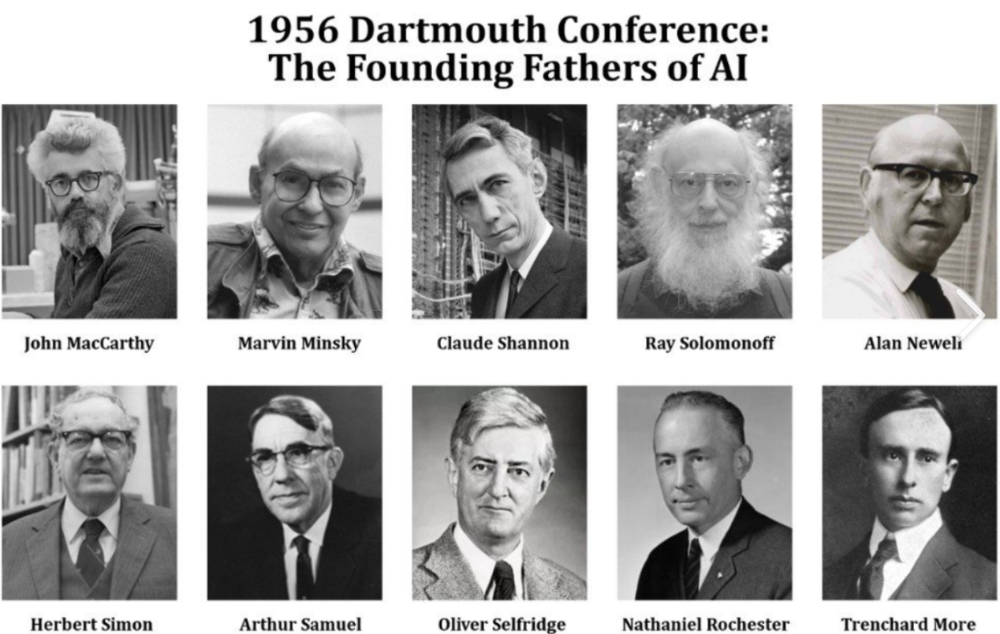 1956 Dartmouth Conference:
The Founding Fathers of AI
John MacCarthy
Marvin Minsky
Claude Shannon
Ray Solomonoff
Alan Newell
Herbert Simon
Arthur Samuel
Oliver Selfridge
Nathaniel Rochester
Trenchard More